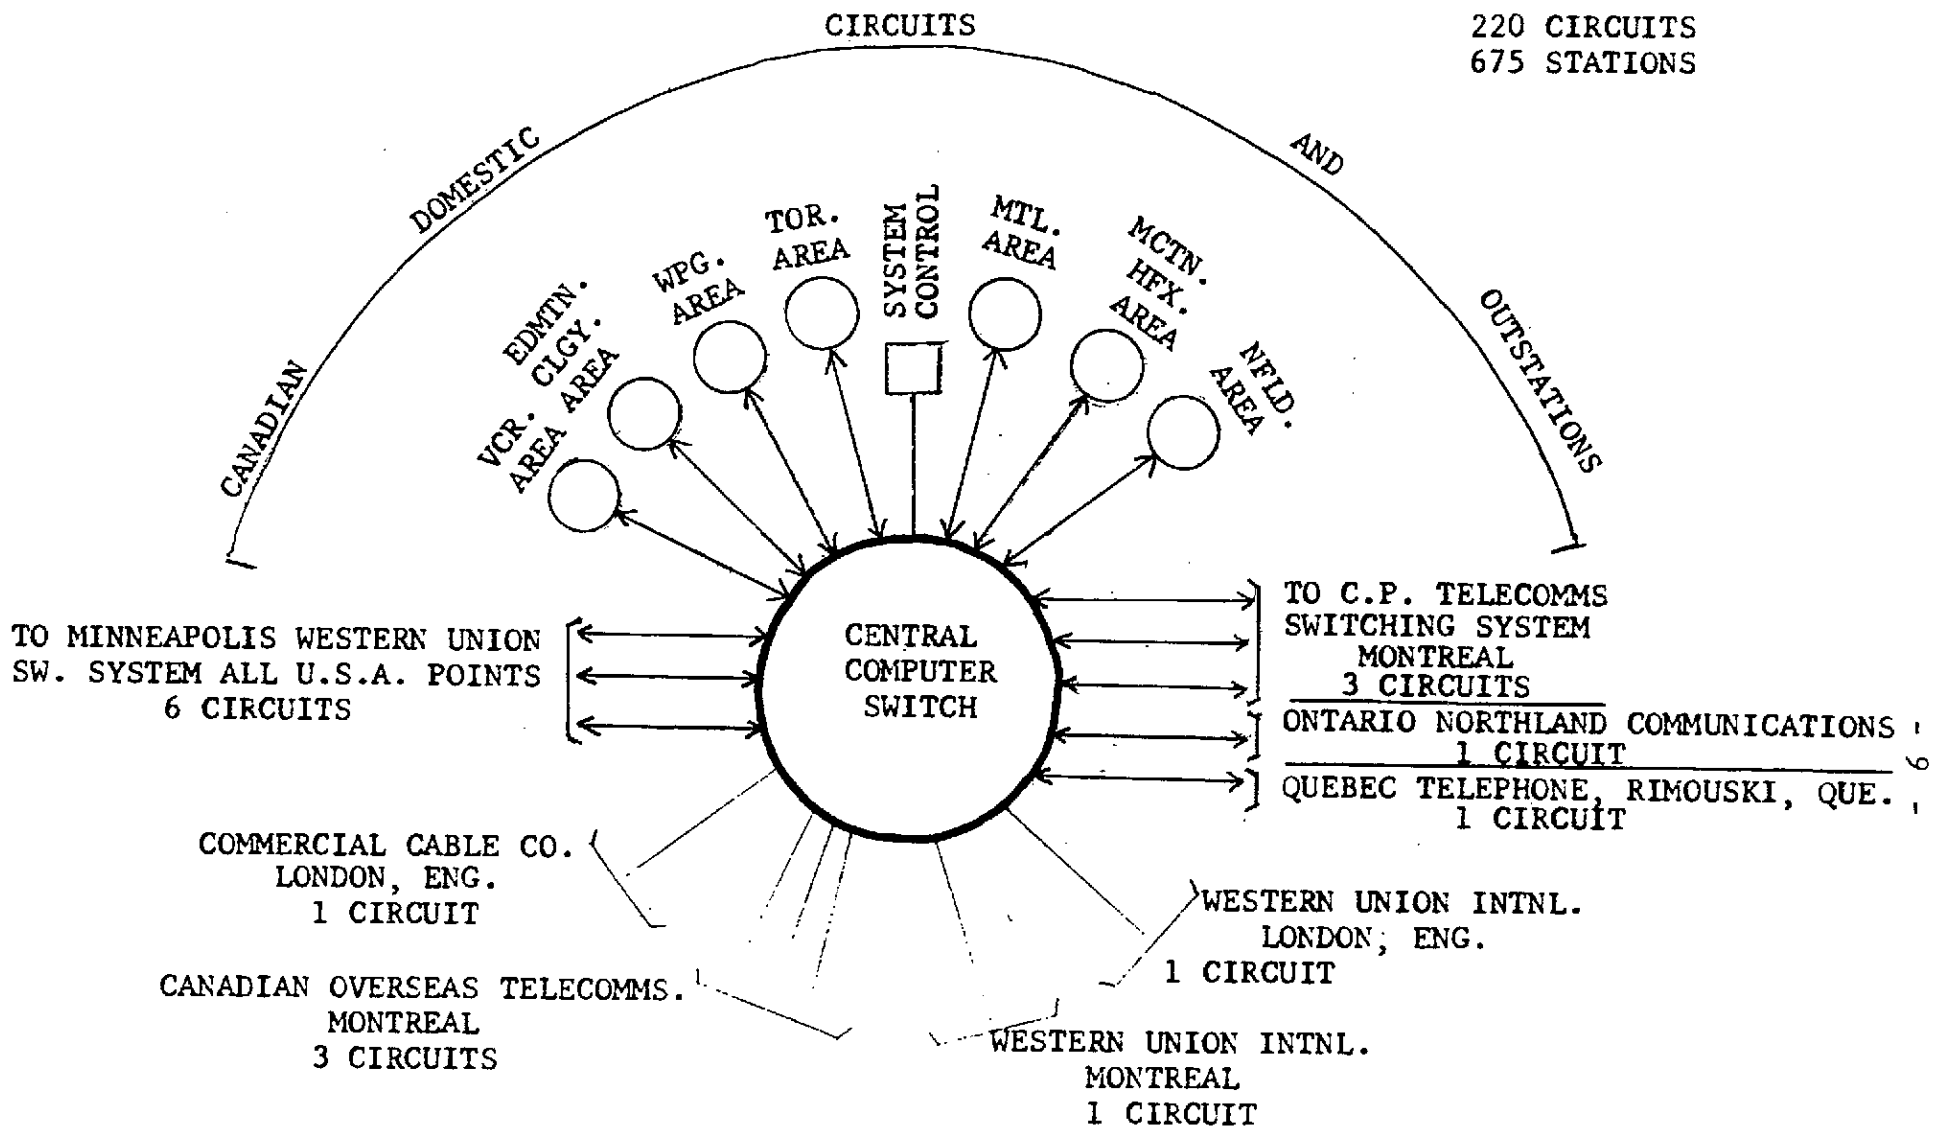 CIRCUITS
220 CIRCUITS
675 STATIONS
CANADIAN
DOMESTIC
AND
OUTSTATIONS
VCR.
AREA
EDMTN.
CLGY.
AREA
WPG.
AREA
TOR.
AREA
SYSTEM
CONTROL
MTL.
AREA
MCTN.
HFX.
AREA
NFLD.
AREA
TO MINNEAPOLIS WESTERN UNION
SW. SYSTEM ALL U.S.A. POINTS
6 CIRCUITS
CENTRAL
COMPUTER
SWITCH
TO C.P. TELECOMMS
SWITCHING SYSTEM
MONTREAL
3 CIRCUITS
ONTARIO NORTHLAND COMMUNICATIONS
1 CIRCUIT
QUEBEC TELEPHONE, RIMOUSKI, QUE.
1 CIRCUIT
- 9 -
COMMERCIAL CABLE CO.
LONDON, ENG.
1 CIRCUIT
CANADIAN OVERSEAS TELECOMMS.
MONTREAL
3 CIRCUITS
WESTERN UNION INTNL.
LONDON, ENG.
1 CIRCUIT
WESTERN UNION INTNL.
MONTREAL
1 CIRCUIT